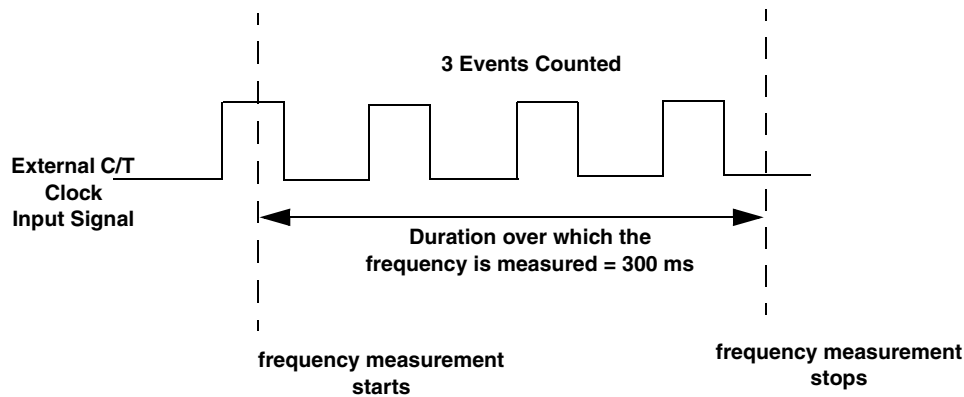 3 Events Counted
External C/T
Clock
Input Signal
Duration over which the
frequency is measured = 300 ms
frequency measurement
starts
frequency measurement
stops